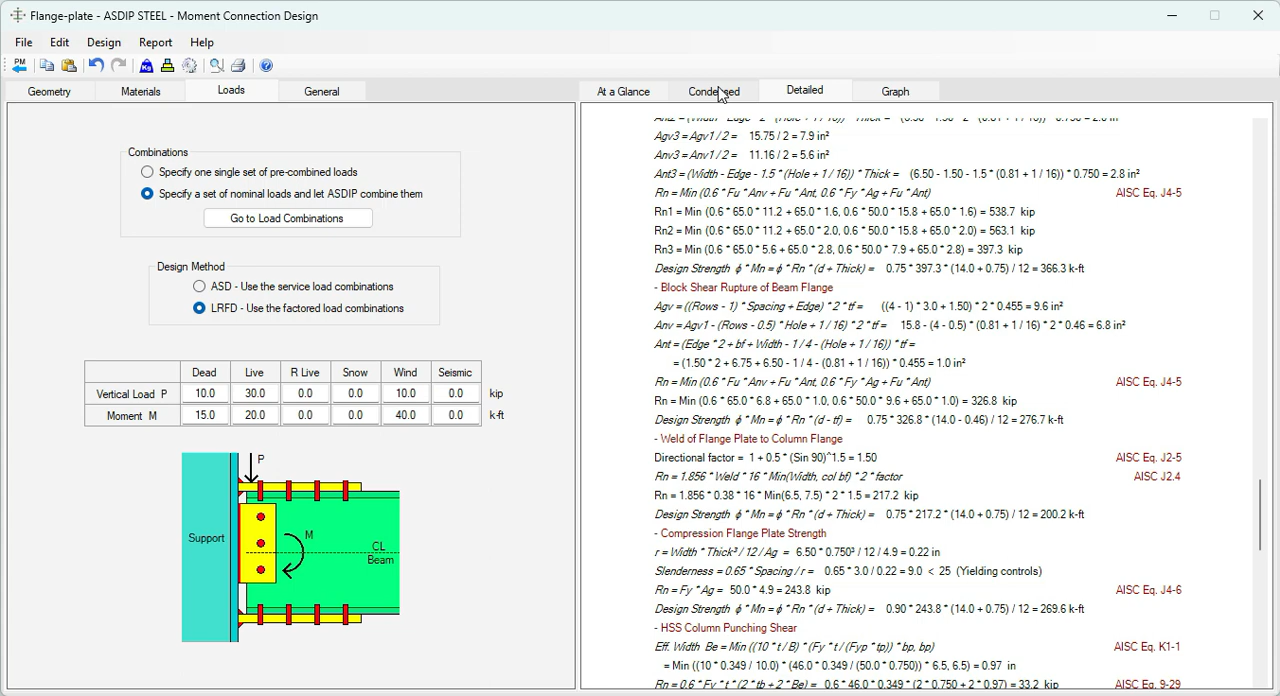 Flange-plate - ASDIP STEEL - Moment Connection Design
File Edit Design Report Help
PM Kg
Geometry Materials Loads General
At a Glance Condensed Detailed Graph
Combinations
Specify one single set of pre-combined loads
Specify a set of nominal loads and let ASDIP combine them
Go to Load Combinations
Design Method
ASD - Use the service load combinations
LRFD - Use the factored load combinations
Dead Live R Live Snow Wind Seismic
Vertical Load P 10.0 30.0 0.0 0.0 10.0 0.0 kip
Moment M 15.0 20.0 0.0 0.0 40.0 0.0 k-ft
P
Support
M
CL
Beam
Agv3 = Agv1 / 2 = 15.75 / 2 = 7.9 in²
Anv3 = Anv1 / 2 = 11.16 / 2 = 5.6 in²
Ant3 = (Width - Edge - 1.5 * (Hole + 1 / 16)) * Thick = (6.50 - 1.50 - 1.5 * (0.81 + 1 / 16)) * 0.750 = 2.8 in²
Rn = Min (0.6 * Fu * Anv + Fu * Ant, 0.6 * Fy * Ag + Fu * Ant) AISC Eq. J4-5
Rn1 = Min (0.6 * 65.0 * 11.2 + 65.0 * 1.6, 0.6 * 50.0 * 15.8 + 65.0 * 1.6) = 538.7 kip
Rn2 = Min (0.6 * 65.0 * 11.2 + 65.0 * 2.0, 0.6 * 50.0 * 15.8 + 65.0 * 2.0) = 563.1 kip
Rn3 = Min (0.6 * 65.0 * 5.6 + 65.0 * 2.8, 0.6 * 50.0 * 7.9 + 65.0 * 2.8) = 397.3 kip
Design Strength ϕ * Mn = ϕ * Rn * (d + Thick) = 0.75 * 397.3 * (14.0 + 0.75) / 12 = 366.3 k-ft
- Block Shear Rupture of Beam Flange
Agv = ((Rows - 1) * Spacing + Edge) * 2 * tf = ((4 - 1) * 3.0 + 1.50) * 2 * 0.455 = 9.6 in²
Anv = Agv1 - (Rows - 0.5) * Hole + 1 / 16) * 2 * tf = 15.8 - (4 - 0.5) * (0.81 + 1 / 16) * 2 * 0.46 = 6.8 in²
Ant = (Edge * 2 + bf + Width - 1 / 4 - (Hole + 1 / 16)) * tf =
= (1.50 * 2 + 6.75 + 6.50 - 1 / 4 - (0.81 + 1 / 16)) * 0.455 = 1.0 in²
Rn = Min (0.6 * Fu * Anv + Fu * Ant, 0.6 * Fy * Ag + Fu * Ant) AISC Eq. J4-5
Rn = Min (0.6 * 65.0 * 6.8 + 65.0 * 1.0, 0.6 * 50.0 * 9.6 + 65.0 * 1.0) = 326.8 kip
Design Strength ϕ * Mn = ϕ * Rn * (d - tf) = 0.75 * 326.8 * (14.0 - 0.46) / 12 = 276.7 k-ft
- Weld of Flange Plate to Column Flange
Directional factor = 1 + 0.5 * (Sin 90)^1.5 = 1.50 AISC Eq. J2-5
Rn = 1.856 * Weld * 16 * Min(Width, col bf) * 2 * factor AISC J2.4
Rn = 1.856 * 0.38 * 16 * Min(6.5, 7.5) * 2 * 1.5 = 217.2 kip
Design Strength ϕ * Mn = ϕ * Rn * (d + Thick) = 0.75 * 217.2 * (14.0 + 0.75) / 12 = 200.2 k-ft
- Compression Flange Plate Strength
r = Width * Thick³ / 12 / Ag = 6.50 * 0.750³ / 12 / 4.9 = 0.22 in
Slenderness = 0.65 * Spacing / r = 0.65 * 3.0 / 0.22 = 9.0 < 25 (Yielding controls)
Rn = Fy * Ag = 50.0 * 4.9 = 243.8 kip AISC Eq. J4-6
Design Strength ϕ * Mn = ϕ * Rn * (d + Thick) = 0.90 * 243.8 * (14.0 + 0.75) / 12 = 269.6 k-ft
- HSS Column Punching Shear
Eff. Width Be = Min ((10 * t / B) * (Fy * t / (Fyp * tp)) * bp, bp) AISC Eq. K1-1
= Min ((10 * 0.349 / 10.0) * (46.0 * 0.349 / (50.0 * 0.750)) * 6.5, 6.5) = 0.97 in
Rn = 0.6 * Fy * t * (2 * tb + 2 * Be) = 0.6 * 46.0 * 0.349 * (2 * 0.750 + 2 * 0.97) = 33.2 kip AISC Eq. 9-29